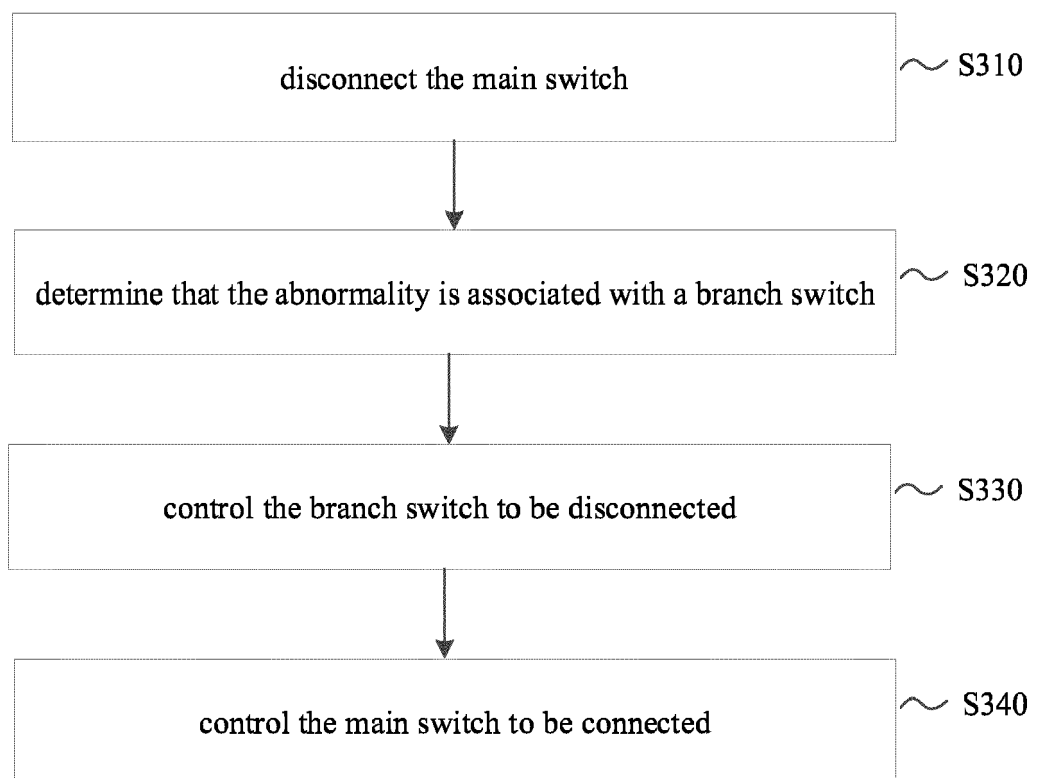 disconnect the main switch
S310
determine that the abnormality is associated with a branch switch
S320
control the branch switch to be disconnected
S330
control the main switch to be connected
S340